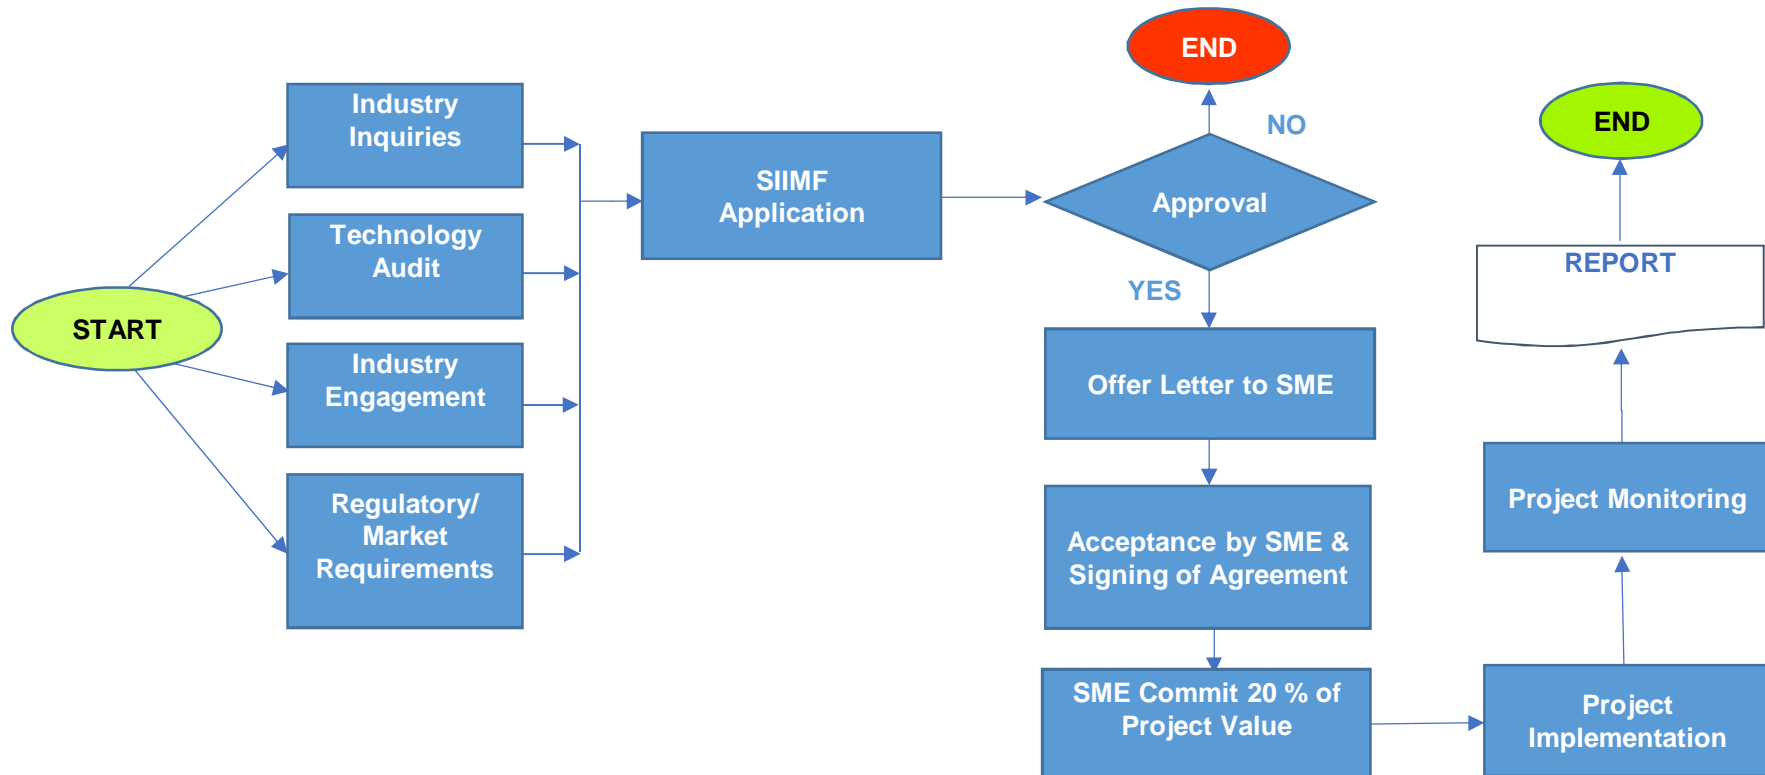 START
Industry
Inquiries
Technology
Audit
Industry
Engagement
Regulatory/
Market
Requirements
SIIMF
Application
Approval
NO
END
YES
Offer Letter to SME
Acceptance by SME &
Signing of Agreement
SME Commit 20 % of
Project Value
Project
Implementation
Project Monitoring
REPORT
END